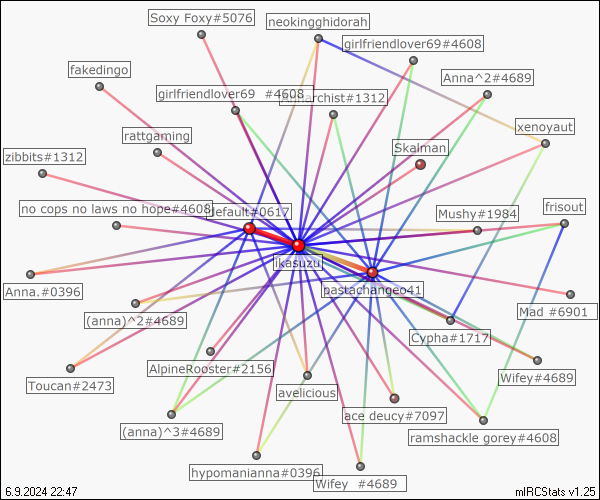 Soxy Foxy#5076
neokingghidorah
girlfriendlover69#4608
fakedingo
Anna^2#4689
girlfriendlover69  #4608
Annarchist#1312
xenoyaut
rattgaming
Skalman
zibbits#1312
no cops no laws no hope#4608
default#0617
Mushy#1984
frisout
ikasuzu
pastachange041
Anna.#0396
Mad #6901
(anna)^2#4689
Cypha#1717
AlpineRooster#2156
Wifey#4689
Toucan#2473
avelicious
ace deucy#7097
(anna)^3#4689
ramshackle gorey#4608
hypomanianna#0396
Wifey  #4689
6.9.2024 22:47
mIRCStats v1.25